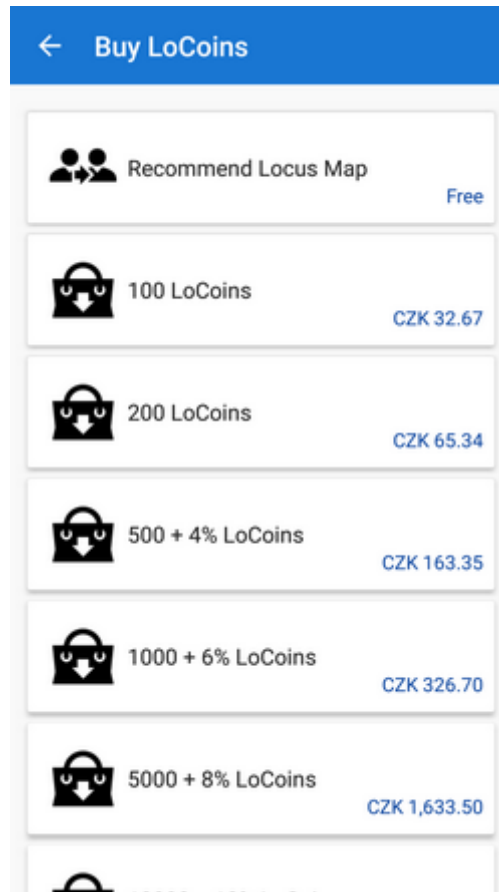 Buy LoCoins
Recommend Locus Map
Free
100 LoCoins
CZK 32.67
200 LoCoins
CZK 65.34
500 + 4% LoCoins
CZK 163.35
1000 + 6% LoCoins
CZK 326.70
5000 + 8% LoCoins
CZK 1,633.50